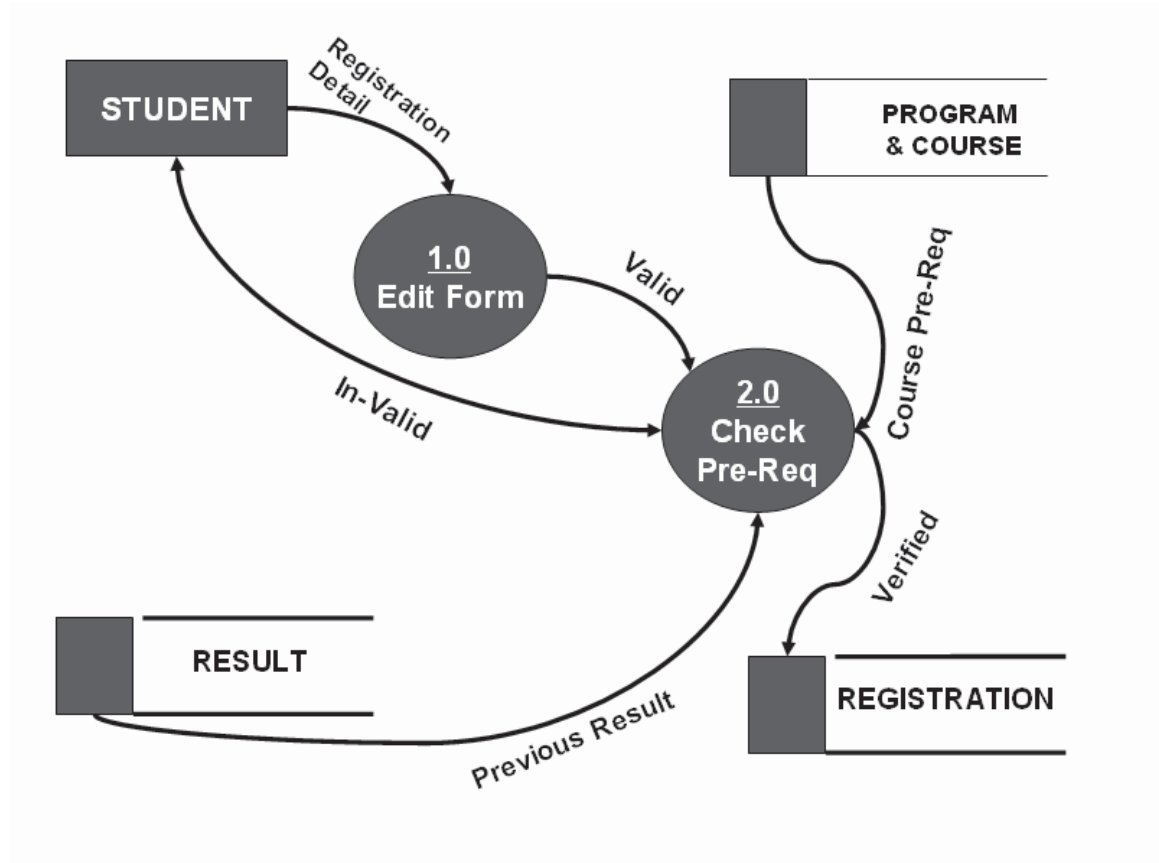 STUDENT
Registration
Detail
PROGRAM
& COURSE
1.0
Edit Form
Valid
Course Pre-Req
In-Valid
2.0
Check
Pre-Req
Verified
RESULT
REGISTRATION
Previous Result